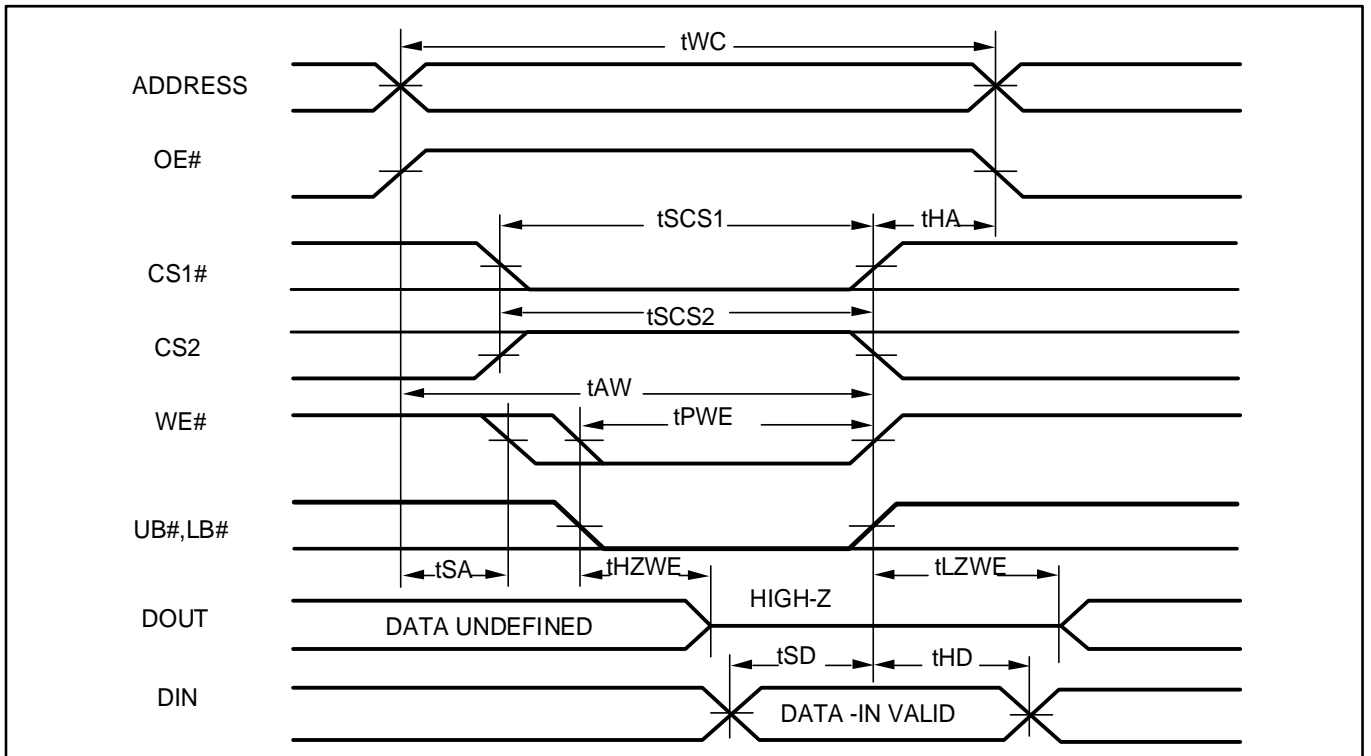 tWC
ADDRESS
OE#
tSCS1
tHA
CS1#
tSCS2
CS2
tAW
WE#
tPWE
UB#,LB#
tSA
tHZWE
tLZWE
DOUT
DATA UNDEFINED
HIGH-Z
tSD
tHD
DIN
DATA -IN VALID